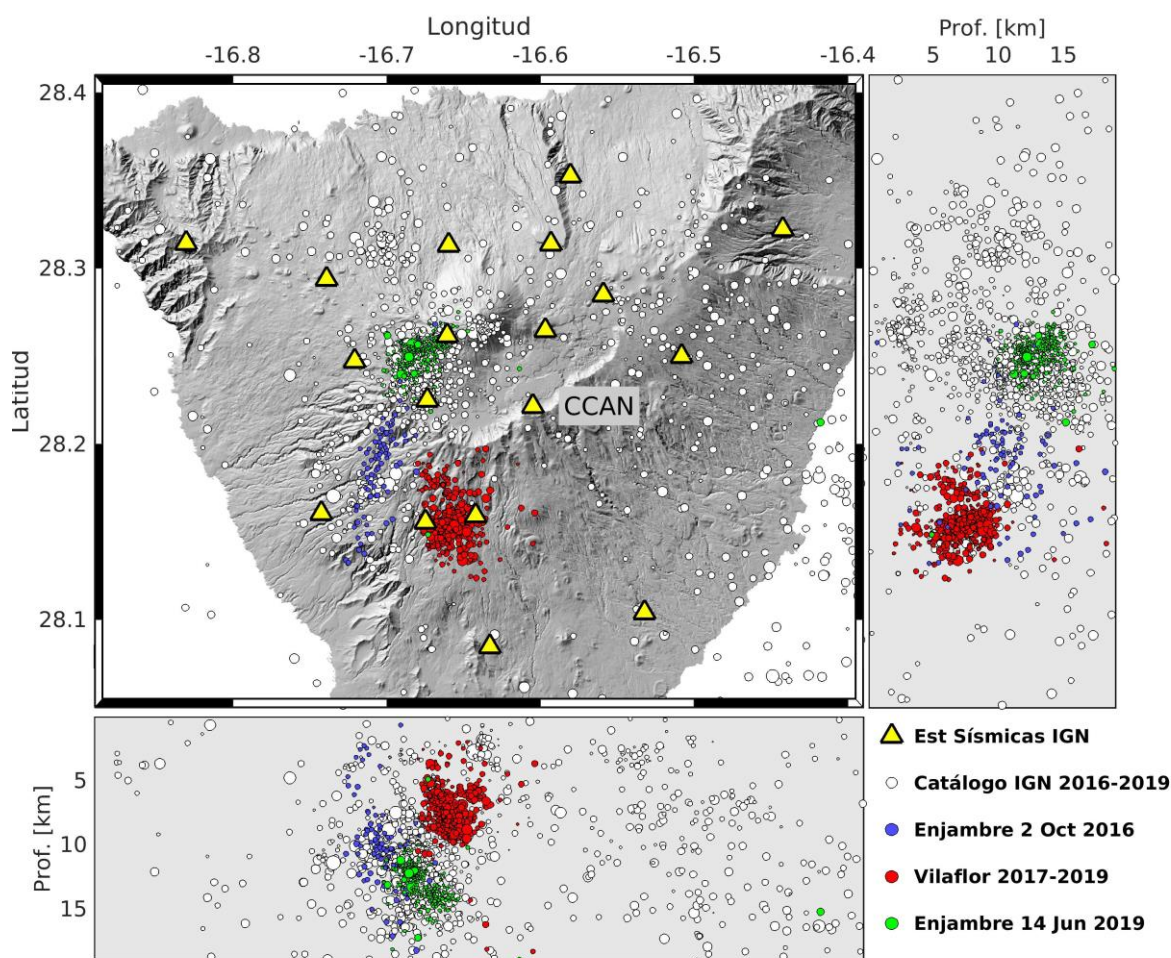 Longitud
-16.8 -16.7 -16.6 -16.5 -16.4
Prof. [km]
5 10 15
Latitud
28.4
28.3
28.2
28.1
CCAN
Prof. [km]
5
10
15
Est Sísmicas IGN
Catálogo IGN 2016-2019
Enjambre 2 Oct 2016
Vilaflor 2017-2019
Enjambre 14 Jun 2019